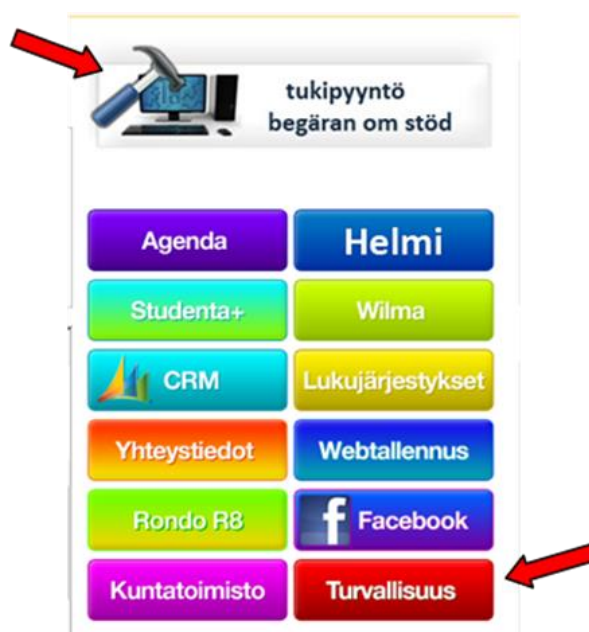 tukipyyntö
begäran om stöd
Agenda
Helmi
Studenta+
Wilma
CRM
Lukujärjestykset
Yhteystiedot
Webtallennus
Rondo R8
f Facebook
Kuntatoimisto
Turvallisuus